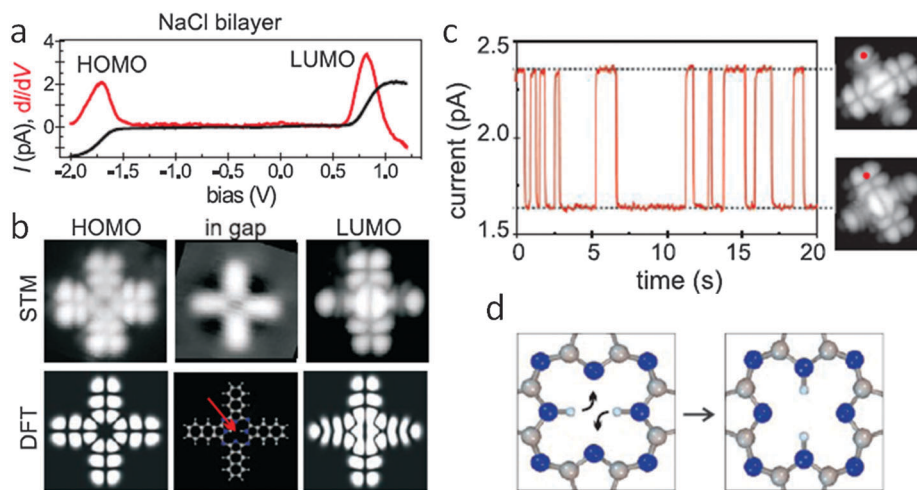 a
NaCl bilayer
HOMO
LUMO
I (pA), dI/dV
4
2
0
-2.0 -1.5 -1.0 -0.5 0.0 0.5 1.0
bias (V)
b
HOMO in gap LUMO
STM
DFT
c
current (pA)
2.5
2.0
1.5
0 5 10 15 20
time (s)
d